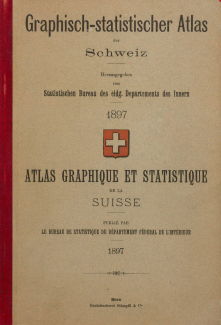 Graphisch-statistischer Atlas
der
Schweiz
Herausgegeben
vom
Statistischen Bureau des eidg. Departements des Innern
1897
ATLAS GRAPHIQUE ET STATISTIQUE
DE LA
SUISSE
PUBLIÉ PAR
LE BUREAU DE STATISTIQUE DU DÉPARTEMENT FÉDÉRAL DE L'INTÉRIEUR
1897
Bern